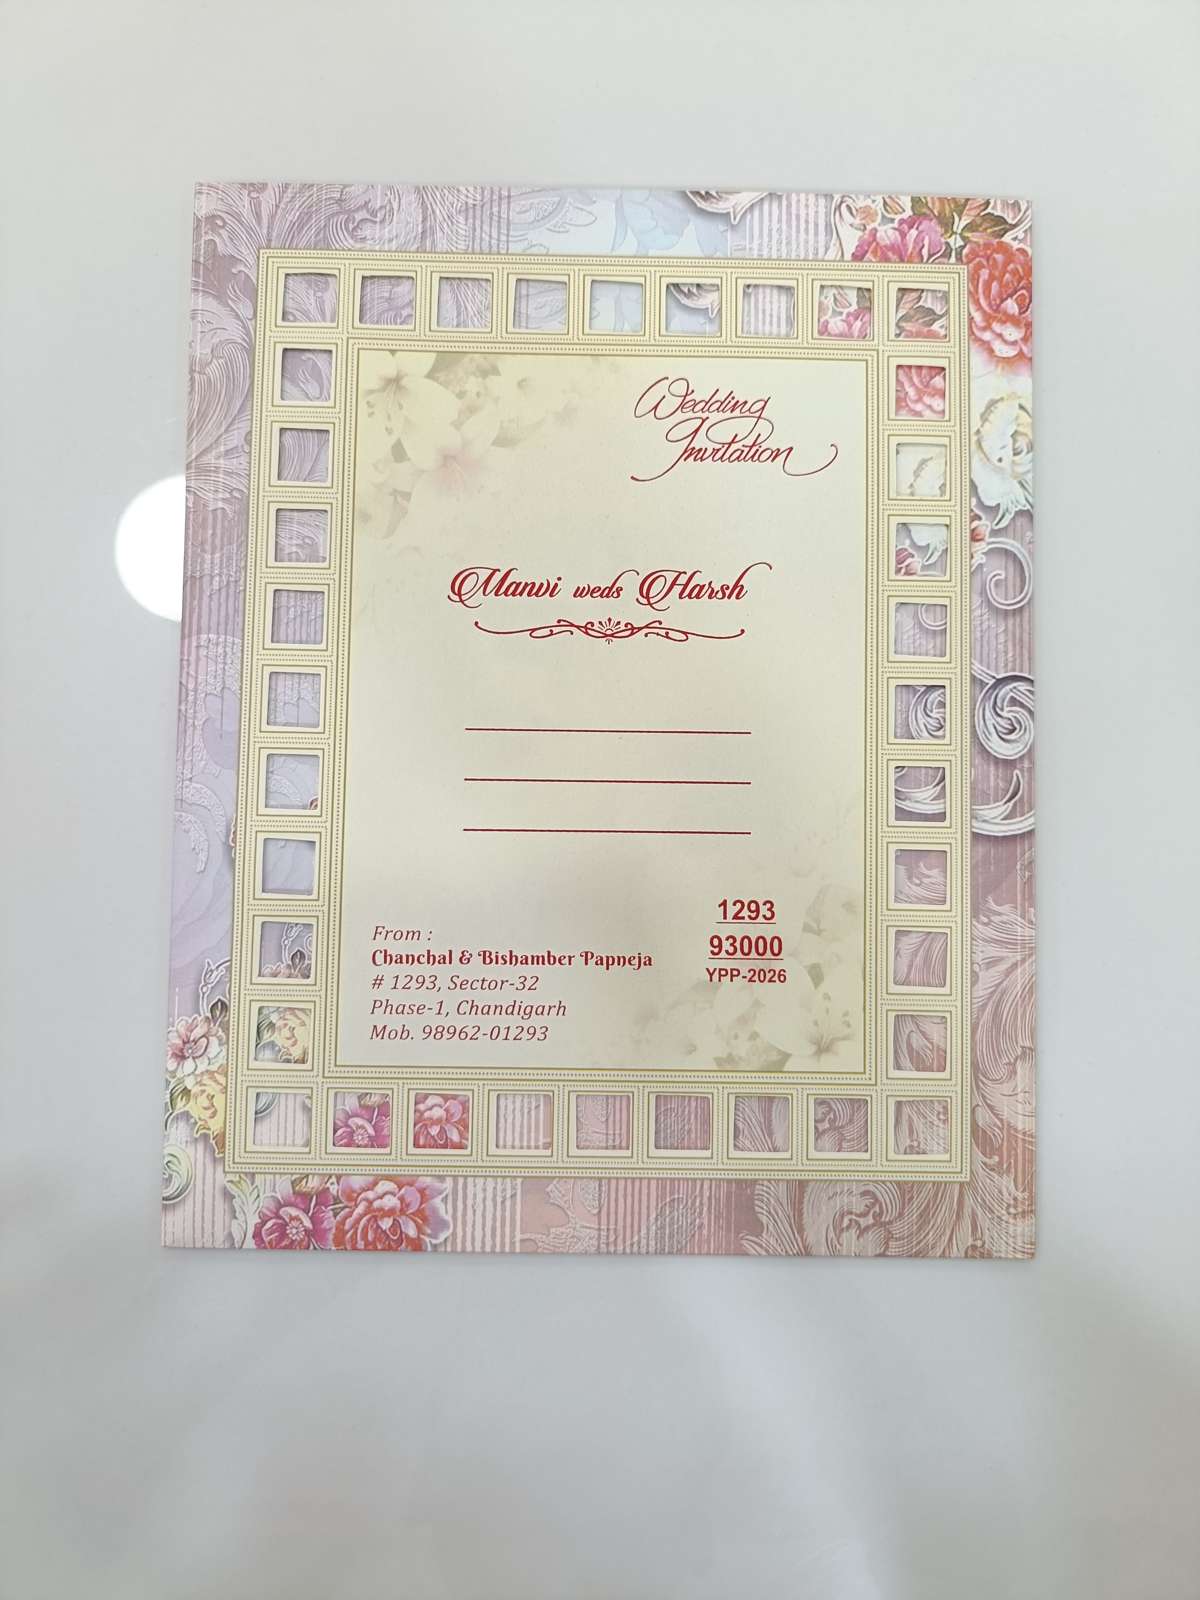 Wedding
Invitation
Manvi weds Harsh
From :
Chanchal & Bishamber Papneja
# 1293, Sector-32
Phase-1, Chandigarh
Mob. 98962-01293
1293
93000
YPP-2026